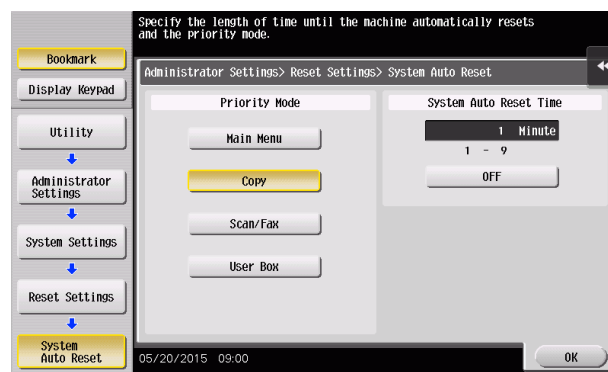 Specify the length of time until the machine automatically resets
and the priority mode.
Bookmark
Display Keypad
Utility
Administrator
Settings
System Settings
Reset Settings
System
Auto Reset
Administrator Settings> Reset Settings> System Auto Reset
Priority Mode
Main Menu
Copy
Scan/Fax
User Box
System Auto Reset Time
1 Minute
1 - 9
OFF
05/20/2015 09:00
OK